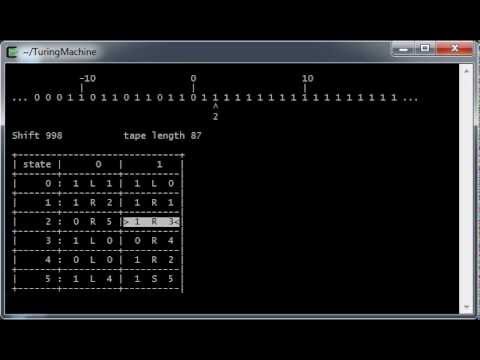 ~/TuringMachine
-10 0 10
| | |
... 0 0 0 1 1 0 1 1 0 1 1 0 1 1 0 1 1 1 1 1 1 1 1 1 1 1 1 1 1 1 1 1 1 ...
^
2
Shift 998 tape length 87
| state | 0 | 1 |
| 0 : 1 L 1 | 1 L 0 |
| 1 : 1 R 2 | 1 R 1 |
| 2 : 0 R 5 |> 1 R 3<
| 3 : 1 L 0 | 0 R 4 |
| 4 : 0 L 0 | 1 R 2 |
| 5 : 1 L 4 | 1 S 5 |